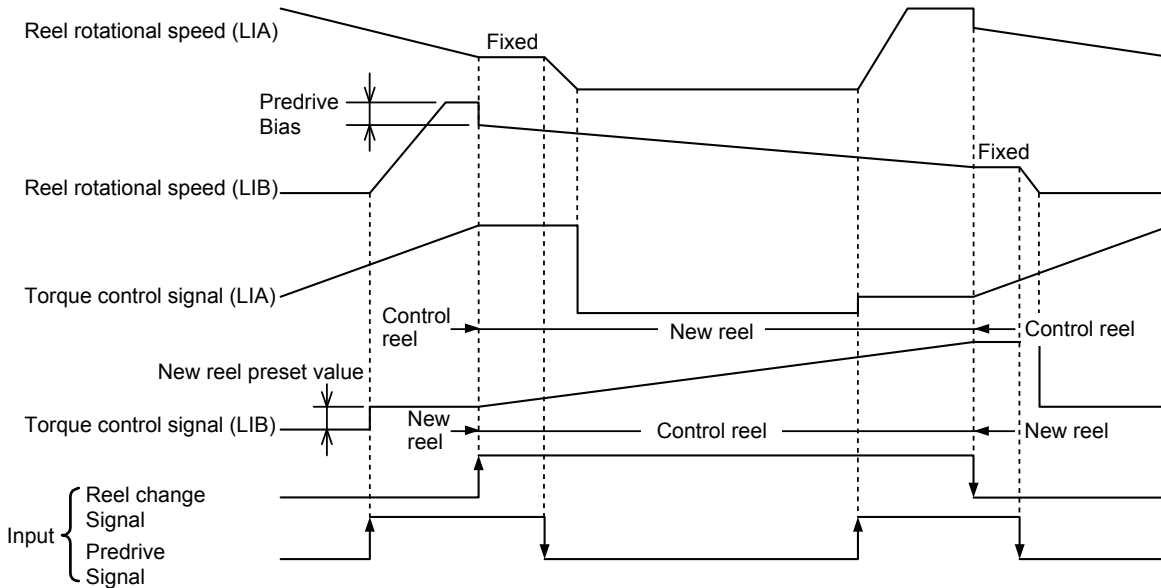 Reel rotational speed (LIA)
Fixed
Predrive
Bias
Fixed
Reel rotational speed (LIB)
Torque control signal (LIA)
Control
reel
New reel
Control reel
New reel preset value
Torque control signal (LIB)
New
reel
Control reel
New reel
Input
Reel change
Signal
Predrive
Signal